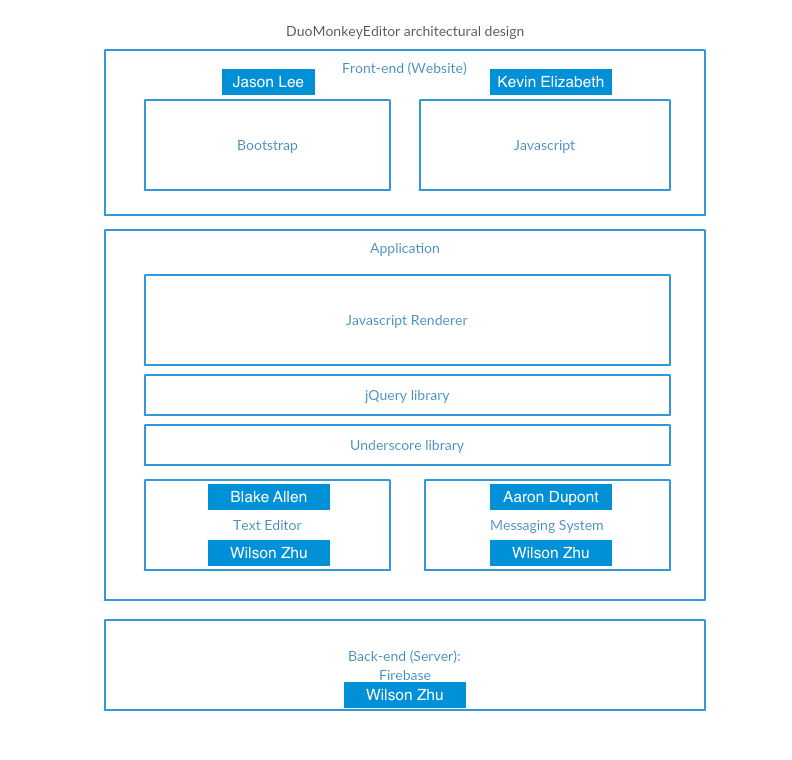 DuoMonkeyEditor architectural design
Front-end (Website)
Jason Lee
Kevin Elizabeth
Bootstrap
Javascript
Application
Javascript Renderer
jQuery library
Underscore library
Blake Allen
Text Editor
Wilson Zhu
Aaron Dupont
Messaging System
Wilson Zhu
Back-end (Server):
Firebase
Wilson Zhu